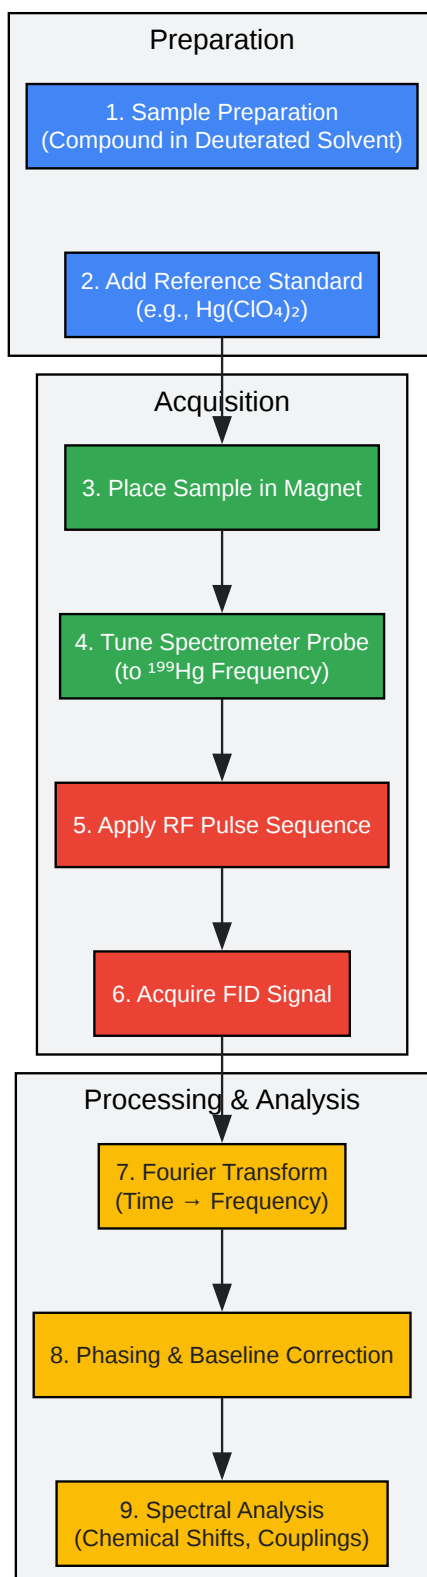 Preparation
1. Sample Preparation
(Compound in Deuterated Solvent)
2. Add Reference Standard
(e.g., Hg(ClO₄)₂)
Acquisition
3. Place Sample in Magnet
4. Tune Spectrometer Probe
(to ¹⁹⁹Hg Frequency)
5. Apply RF Pulse Sequence
6. Acquire FID Signal
Processing & Analysis
7. Fourier Transform
(Time → Frequency)
8. Phasing & Baseline Correction
9. Spectral Analysis
(Chemical Shifts, Couplings)